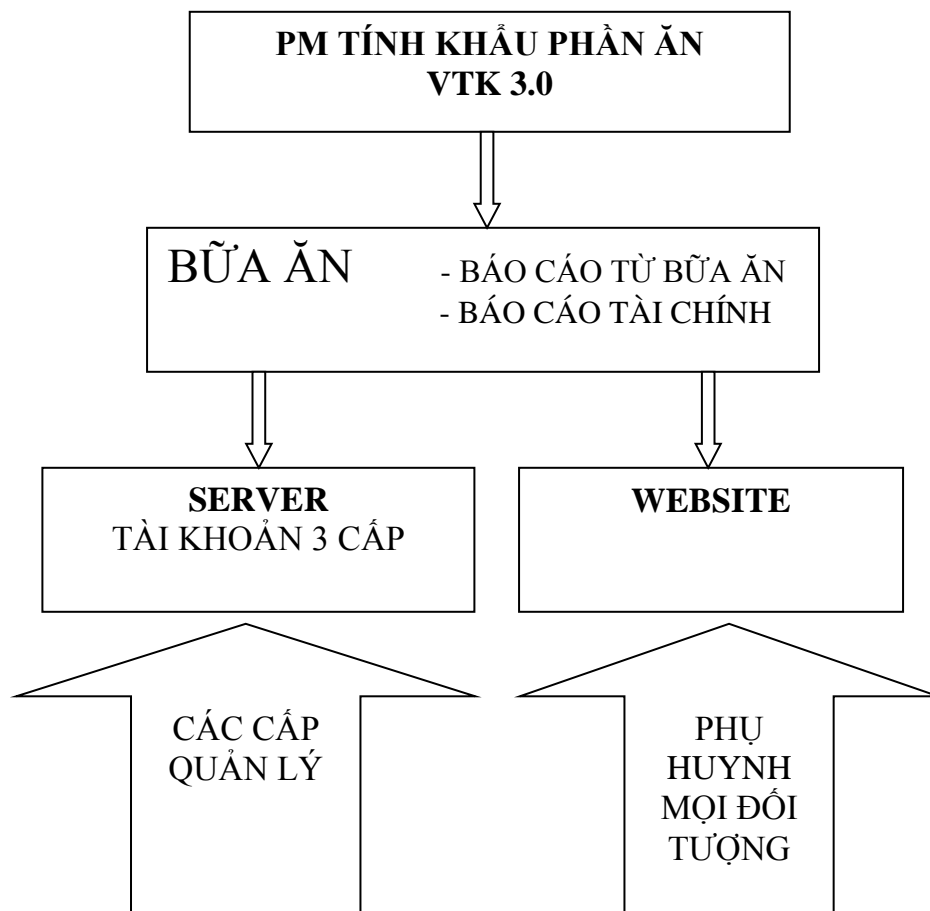 PM TÍNH KHẨU PHẦN ĂN
VTK 3.0
BỮA ĂN
- BÁO CÁO TỪ BỮA ĂN
- BÁO CÁO TÀI CHÍNH
SERVER
TÀI KHOẢN 3 CẤP
WEBSITE
CÁC CẤP
QUẢN LÝ
PHỤ
HUYNH
MỌI ĐỐI
TƯỢNG